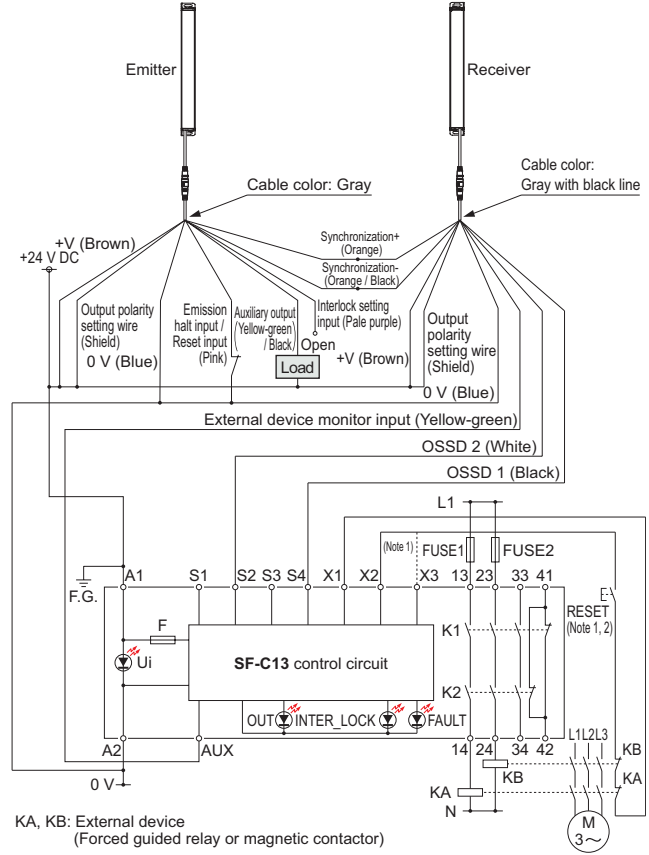 Emitter
Receiver
Cable color: Gray
Cable color:
Gray with black line
+V (Brown)
+24 V DC
Synchronization+
(Orange)
Synchronization-
(Orange / Black)
Output polarity
setting wire
(Shield)
0 V (Blue)
Emission
halt input /
Reset input
(Pink)
Auxiliary output
(Yellow-green
/ Black)
Load
Interlock setting
input (Pale purple)
Open
+V (Brown)
Output
polarity
setting wire
(Shield)
0 V (Blue)
External device monitor input (Yellow-green)
OSSD 2 (White)
OSSD 1 (Black)
L1
(Note 1)
FUSE1
FUSE2
F.G.
A1
S1
S2
S3
S4
X1
X2
X3
13
23
33
41
RESET
(Note 1, 2)
F
Ui
SF-C13 control circuit
K1
K2
OUT
INTER_LOCK
FAULT
A2
AUX
14
24
34
42
L1L2L3
KB
KA
KB
KA
0 V
N
M
3~
KA, KB: External device
(Forced guided relay or magnetic contactor)